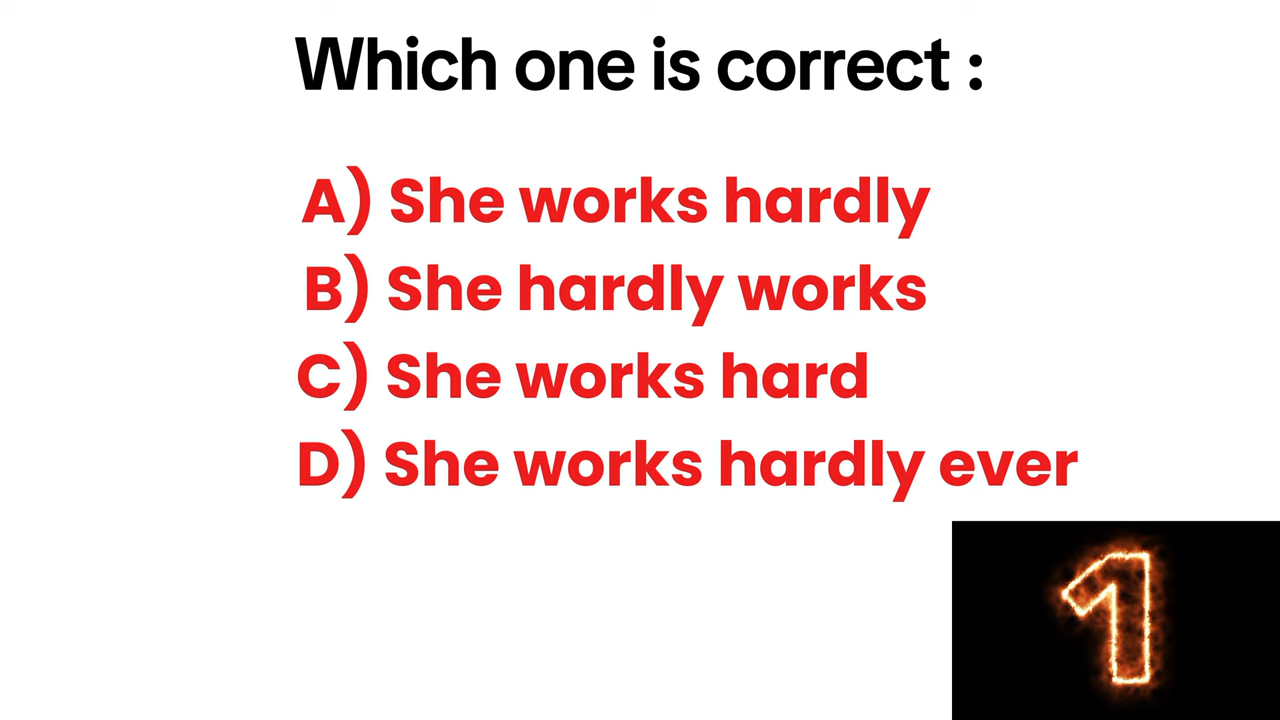 Which one is correct :
A) She works hardly
B) She hardly works
C) She works hard
D) She works hardly ever
1